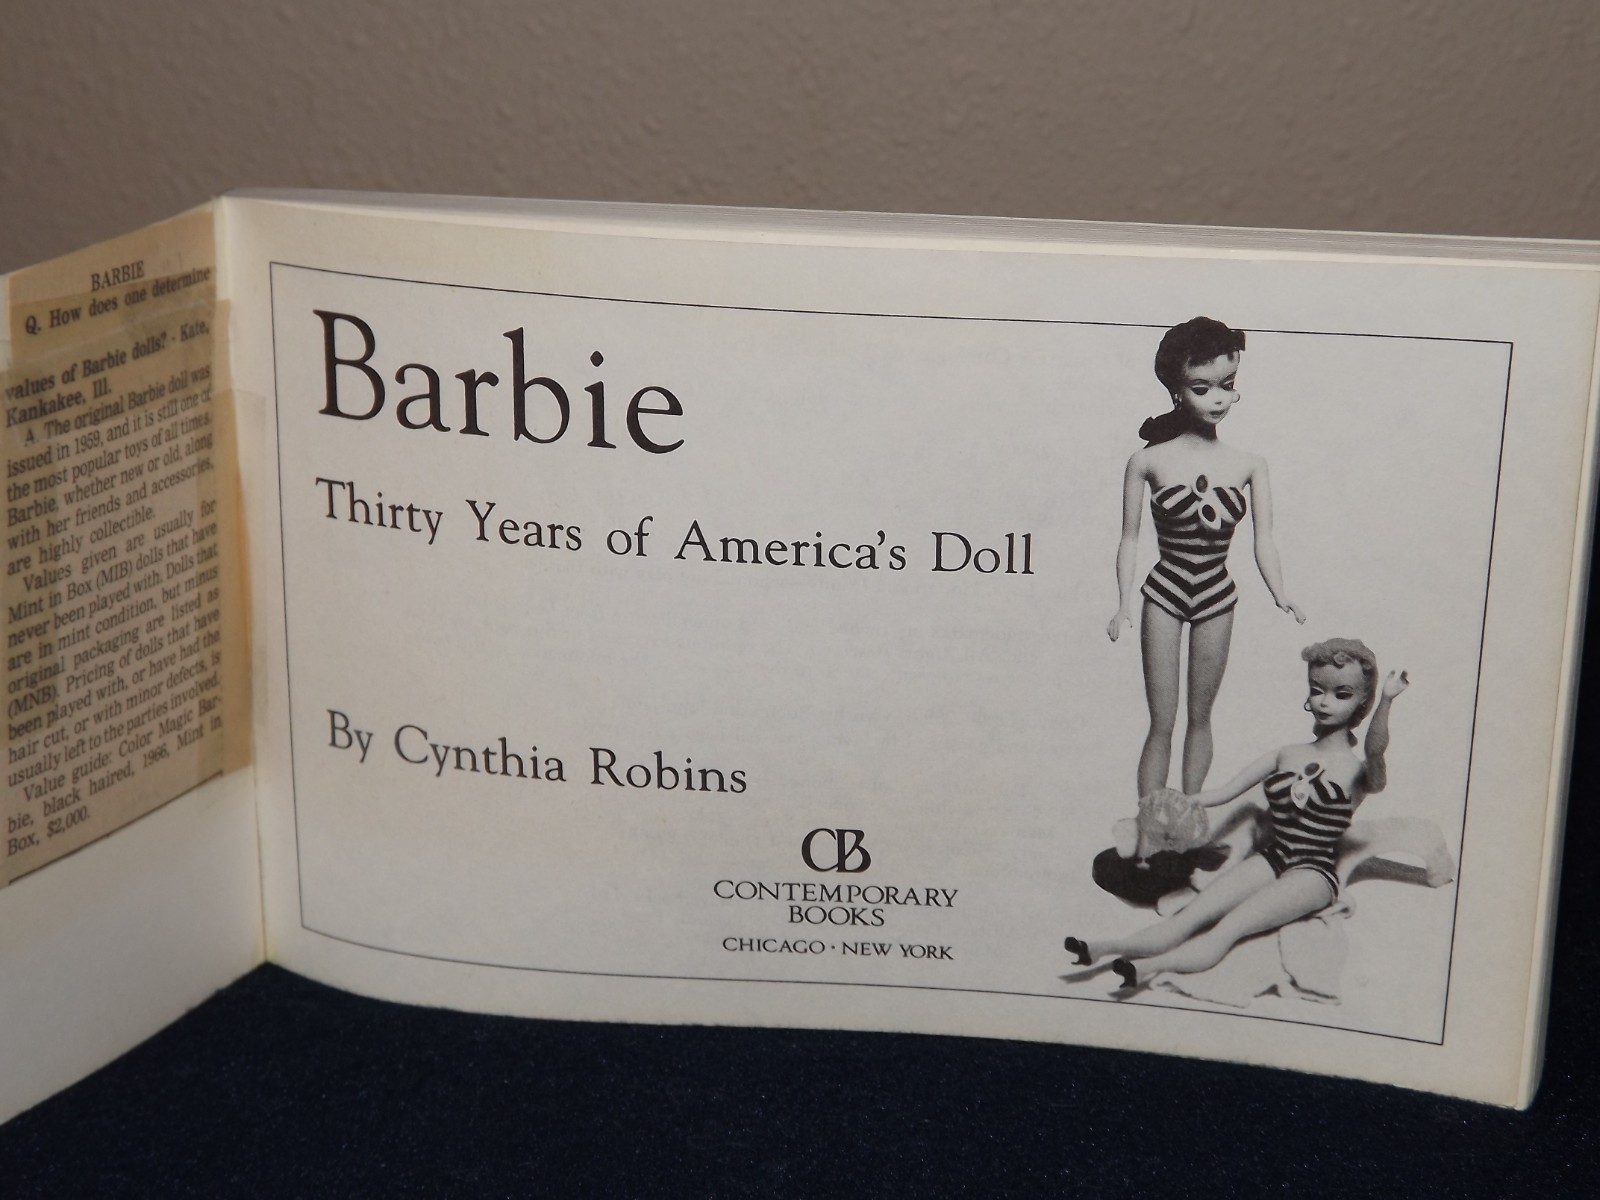 BARBIE
Q. How does one determine
values of Barbie dolls? - Kate,
Kankakee, Ill.
A. The original Barbie doll was
issued in 1959, and it is still one of
the most popular toys of all times.
Barbie, whether new or old, along
with her friends and accessories,
are highly collectible.
Values given are usually for
Mint in Box (MIB) dolls that have
never been played with. Dolls that
are in mint condition, but minus
original packaging are listed as
(MNB). Pricing of dolls that have
been played with, or have had the
hair cut, or with minor defects, is
usually left to the parties involved.
Value guide: Color Magic Bar-
bie, black haired, 1966, Mint in
Box, $2,000.
Barbie
Thirty Years of America's Doll
By Cynthia Robins
CB
CONTEMPORARY
BOOKS
CHICAGO · NEW YORK